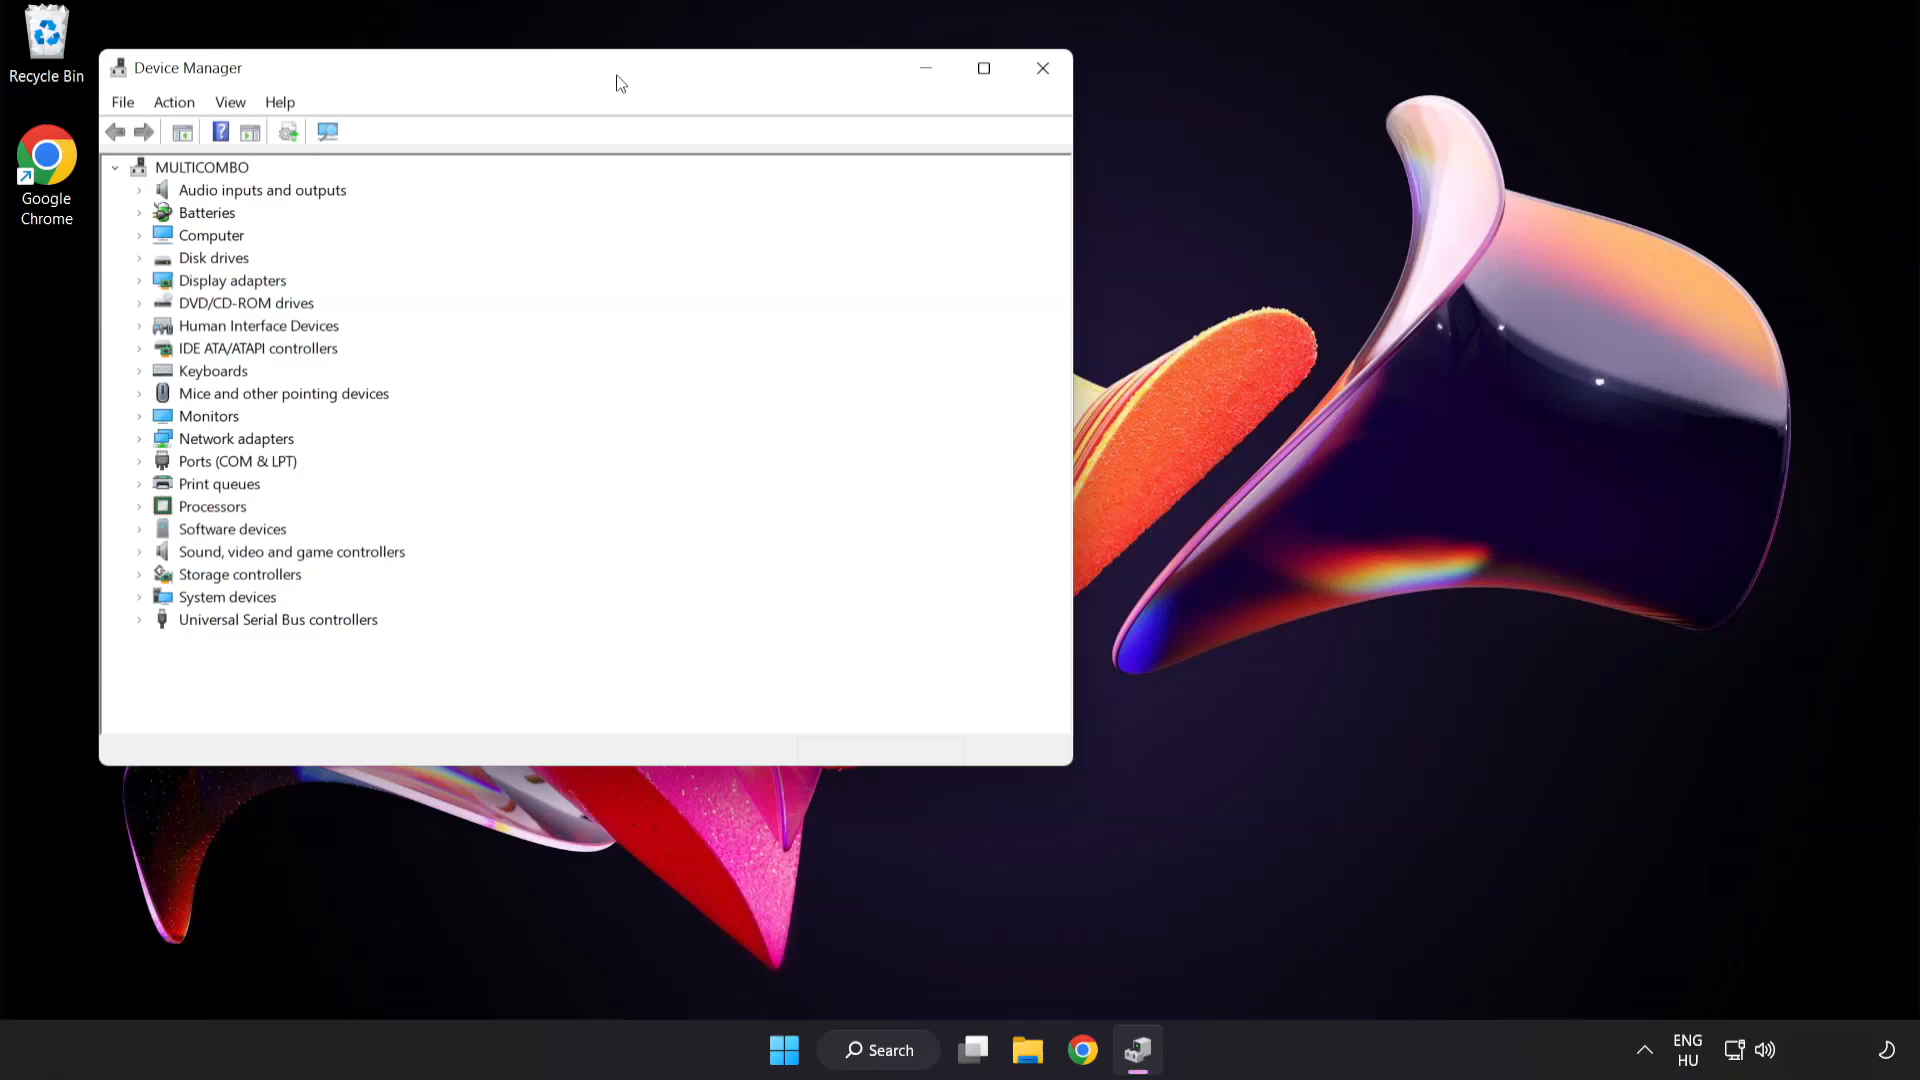 Recycle Bin
Google
Chrome
Device Manager
File Action View Help
MULTICOMBO
Audio inputs and outputs
Batteries
Computer
Disk drives
Display adapters
DVD/CD-ROM drives
Human Interface Devices
IDE ATA/ATAPI controllers
Keyboards
Mice and other pointing devices
Monitors
Network adapters
Ports (COM & LPT)
Print queues
Processors
Software devices
Sound, video and game controllers
Storage controllers
System devices
Universal Serial Bus controllers
Search
ENG
HU